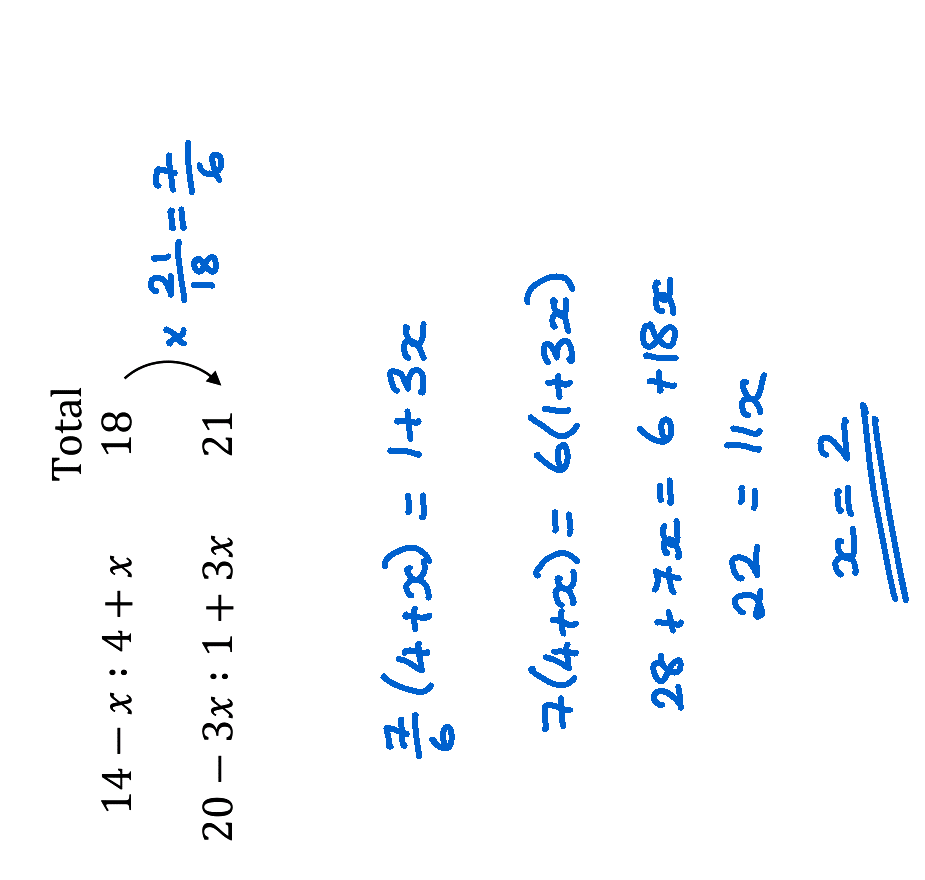 Total
14 − x : 4 + x 18
× 21/18 = 7/6
20 − 3x : 1 + 3x 21
7/6 (4+x) = 1+3x
7(4+x) = 6(1+3x)
28 + 7x = 6 + 18x
22 = 11x
x = 2